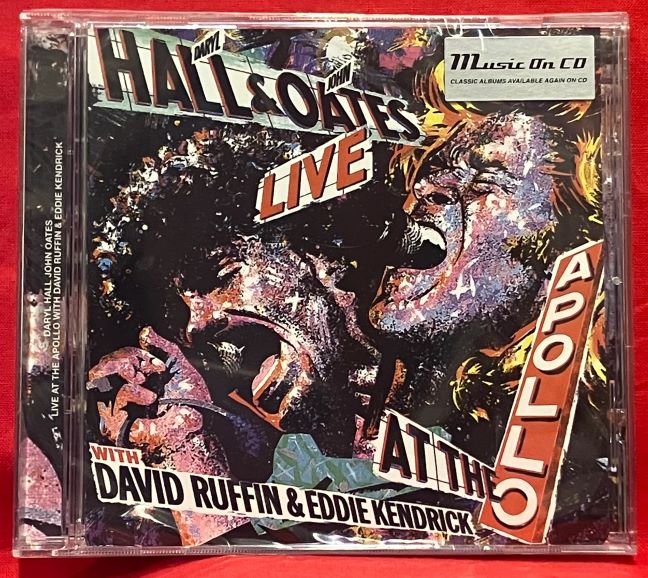 DARYL
HALL & JOHN
OATES
LIVE
AT THE
APOLLO
WITH
DAVID RUFFIN & EDDIE KENDRICK
Music On CD
CLASSIC ALBUMS AVAILABLE AGAIN ON CD
DARYL HALL JOHN OATES
LIVE AT THE APOLLO WITH DAVID RUFFIN & EDDIE KENDRICK